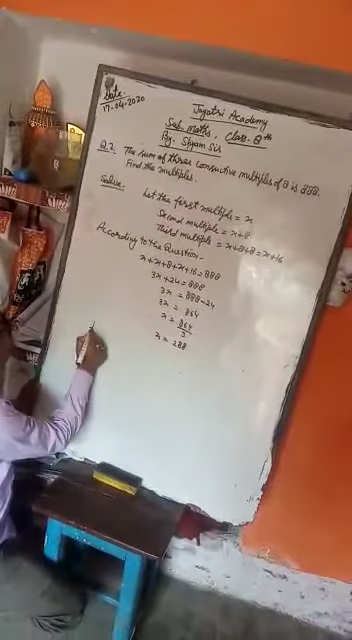 Date
17-04-2020
Jayatri Academy
Sub. Maths, Class-8th
By. Shyam Sir
Q.2. The sum of three consecutive multiples of 8 is 888.
Find the multiples.
Solve.
Let the first multiple = x
Second multiple = x+8
Third multiple = x+8+8 = x+16
According to the Question-
x+x+8+x+16=888
3x+24=888
3x = 888-24
3x = 864
x = 864/3
x = 288